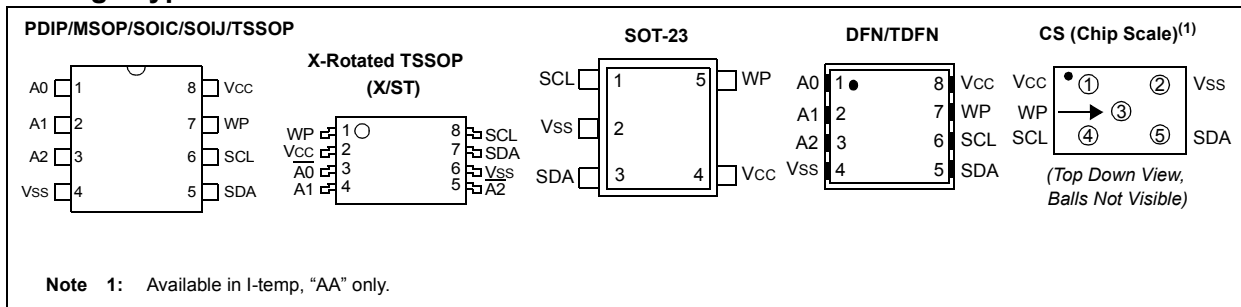 PDIP/MSOP/SOIC/SOIJ/TSSOP
A0 1 8 VCC
A1 2 7 WP
A2 3 6 SCL
VSS 4 5 SDA
X-Rotated TSSOP
(X/ST)
WP 1 8 SCL
VCC 2 7 SDA
A0 3 6 VSS
A1 4 5 A2
SOT-23
SCL 1 5 WP
VSS 2
SDA 3 4 VCC
DFN/TDFN
A0 1 8 VCC
A1 2 7 WP
A2 3 6 SCL
VSS 4 5 SDA
CS (Chip Scale)(1)
VCC 1 2 VSS
WP 3
SCL 4 5 SDA
(Top Down View,
Balls Not Visible)
Note 1: Available in I-temp, “AA” only.